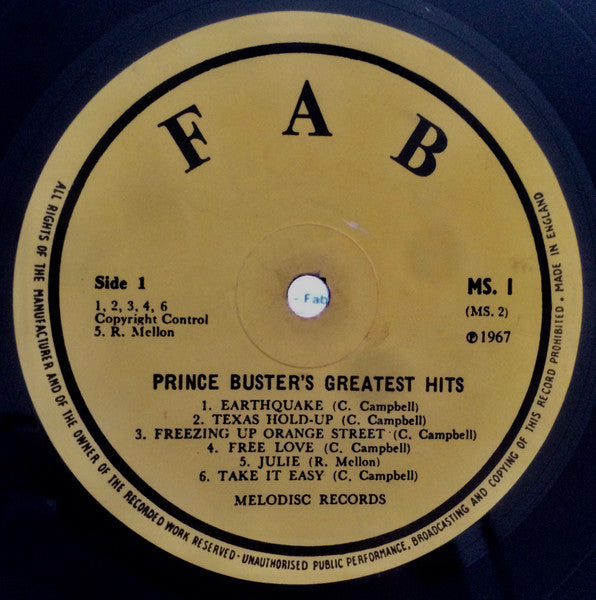 FAB
Side 1
1, 2, 3, 4, 6
Copyright Control
5. R. Mellon
- Fab
MS. 1
(MS. 2)
℗1967
PRINCE BUSTER'S GREATEST HITS
1. EARTHQUAKE (C. Campbell)
2. TEXAS HOLD-UP (C. Campbell)
3. FREEZING UP ORANGE STREET (C. Campbell)
4. FREE LOVE (C. Campbell)
5. JULIE (R. Mellon)
6. TAKE IT EASY (C. Campbell)
MELODISC RECORDS
ALL RIGHTS OF THE MANUFACTURER AND OF THE OWNER OF THE RECORDED WORK RESERVED · UNAUTHORISED PUBLIC PERFORMANCE, BROADCASTING AND COPYING OF THIS RECORD PROHIBITED · MADE IN ENGLAND